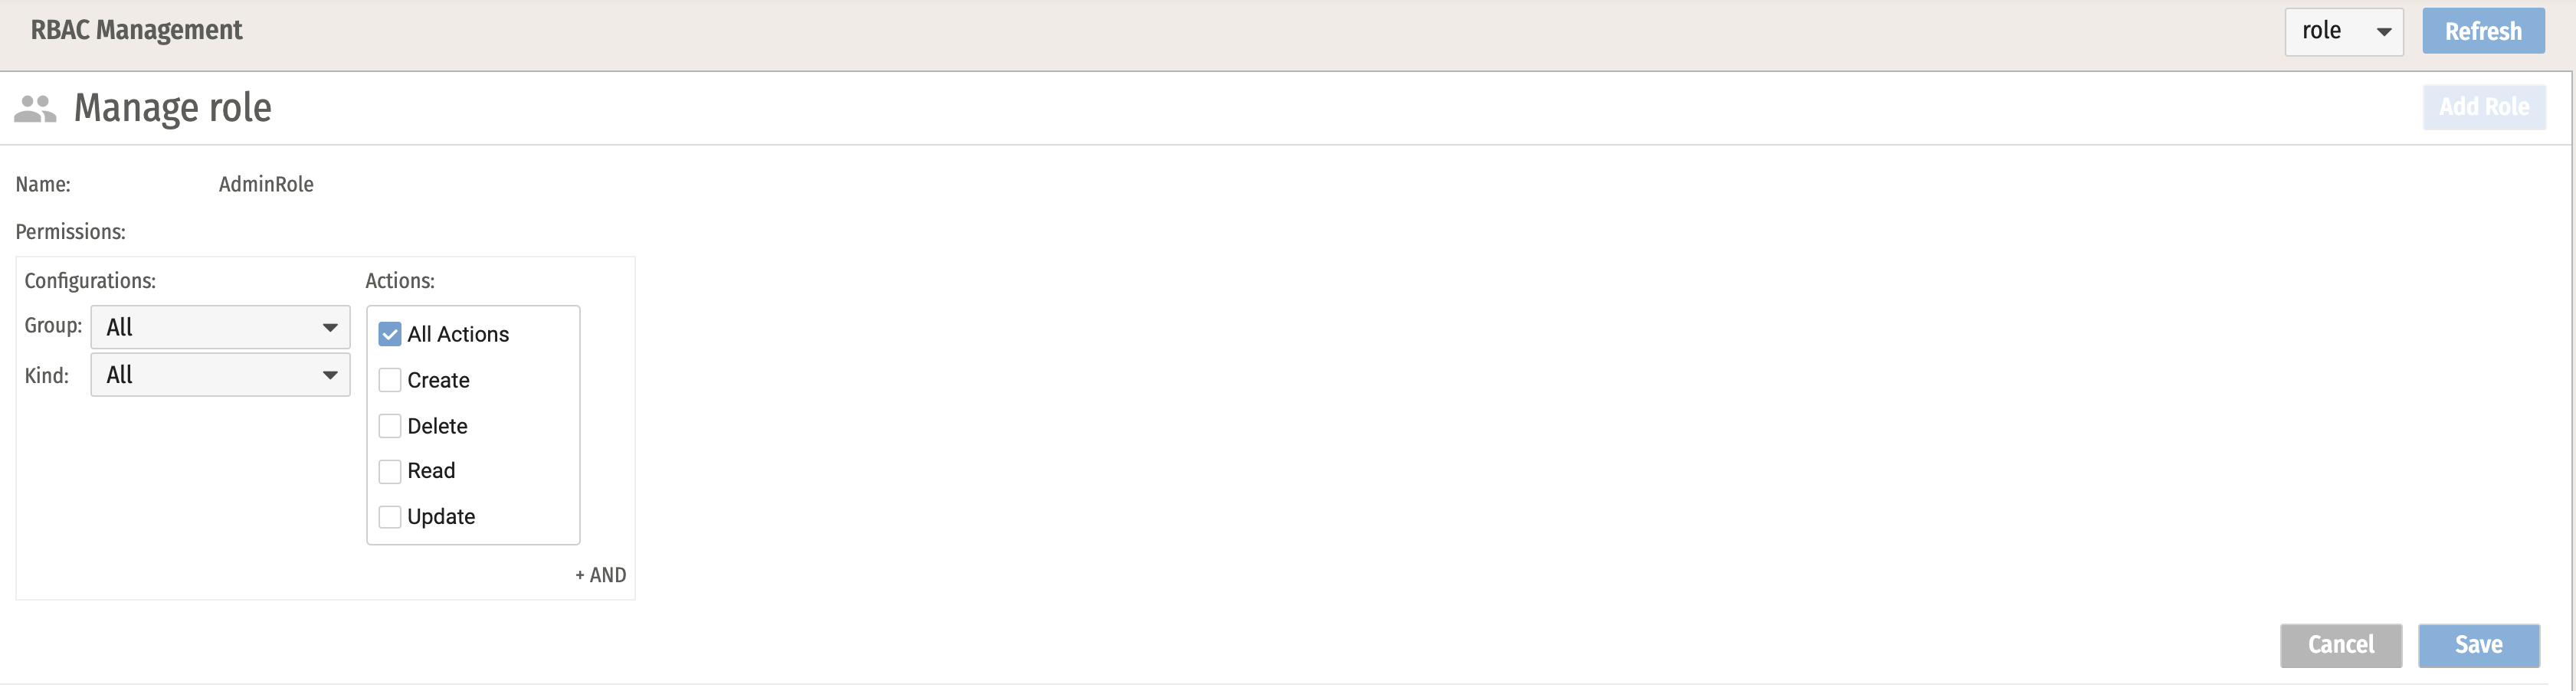 RBAC Management
role
Refresh
Manage role
Add Role
Name: AdminRole
Permissions:
Configurations:
Actions:
Group: All
Kind: All
All Actions
Create
Delete
Read
Update
+ AND
Cancel
Save